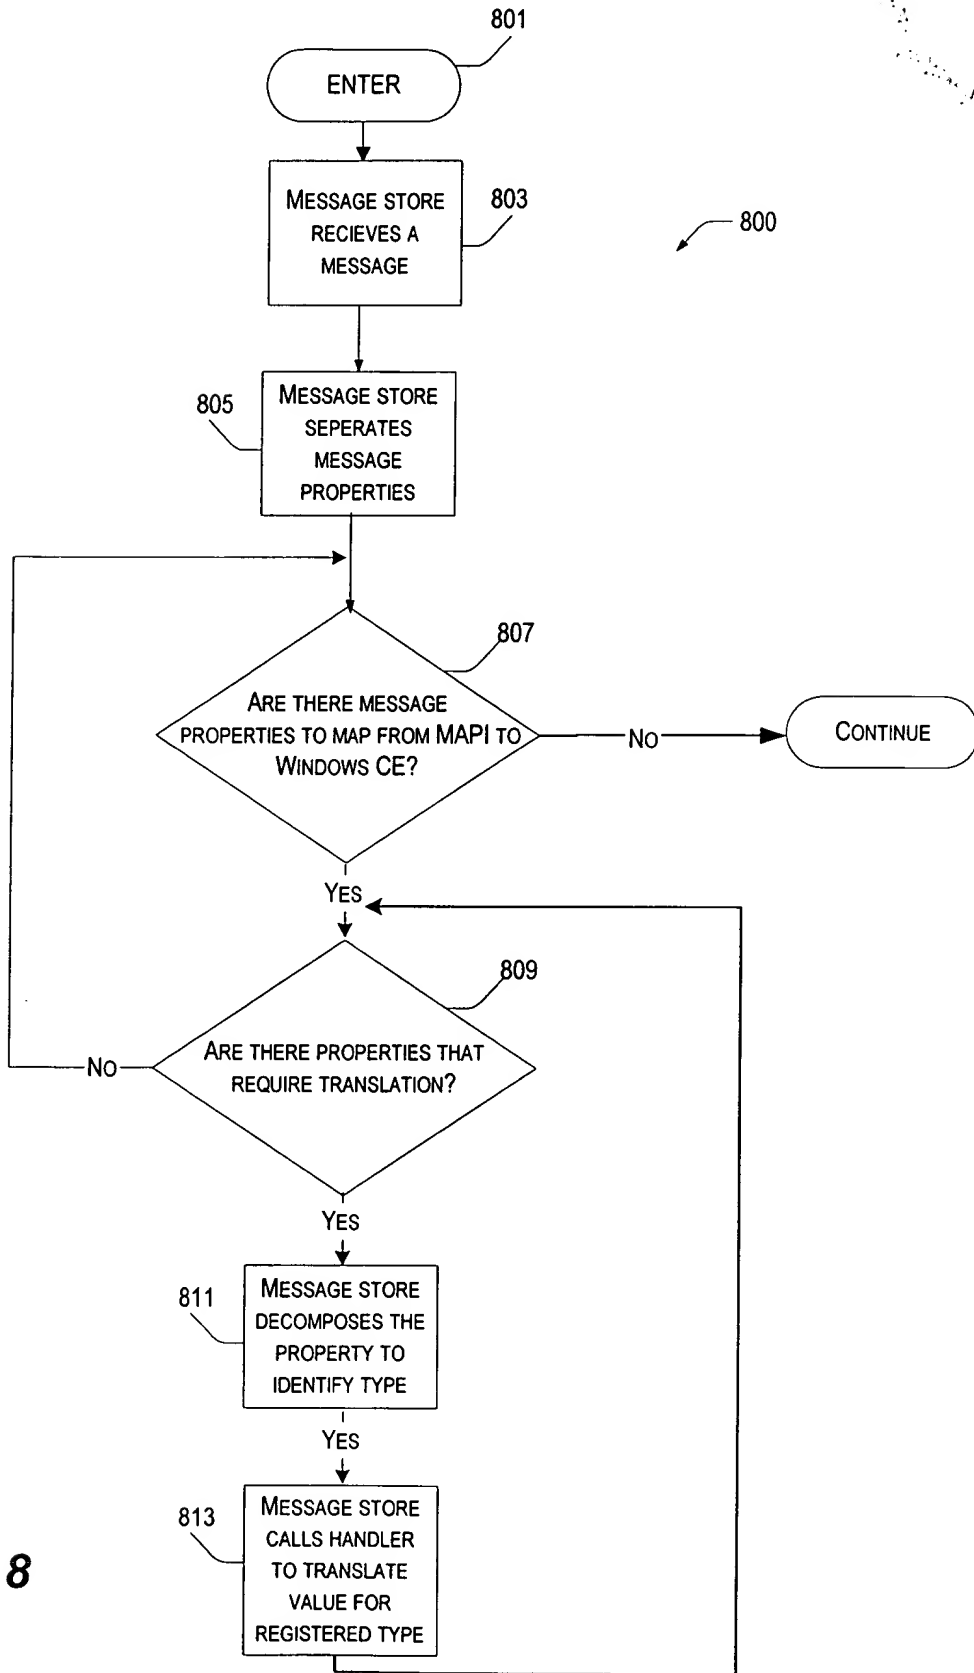 801
ENTER
MESSAGE STORE
RECIEVES A
MESSAGE
803
800
805
MESSAGE STORE
SEPERATES
MESSAGE
PROPERTIES
807
ARE THERE MESSAGE
PROPERTIES TO MAP FROM MAPI TO
WINDOWS CE?
NO
CONTINUE
YES
809
ARE THERE PROPERTIES THAT
REQUIRE TRANSLATION?
NO
YES
811
MESSAGE STORE
DECOMPOSES THE
PROPERTY TO
IDENTIFY TYPE
YES
813
MESSAGE STORE
CALLS HANDLER
TO TRANSLATE
VALUE FOR
REGISTERED TYPE
8